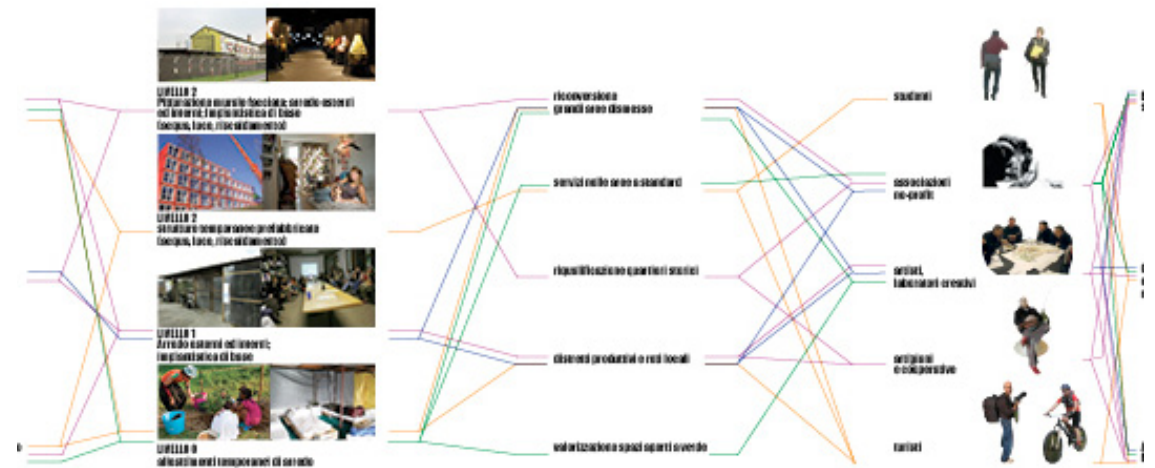 LIVELLO 2
Pitturazione murale facciata; arredo esterni
ed interni; impiantistica di base
(acqua, luce, riscaldamento)
LIVELLO 2
strutture temporanee prefabbricate
(acqua, luce, riscaldamento)
LIVELLO 1
Arredo esterni ed interni;
impiantistica di base
LIVELLO 0
allestimenti temporanei di arredo
riconversione
grandi aree dismesse
servizi nelle aree a standard
riqualificazione quartieri storici
distretti produttivi e reti locali
valorizzazione spazi aperti a verde
studenti
associazioni
no-profit
artisti,
laboratori creativi
artigiani
e cooperative
turisti